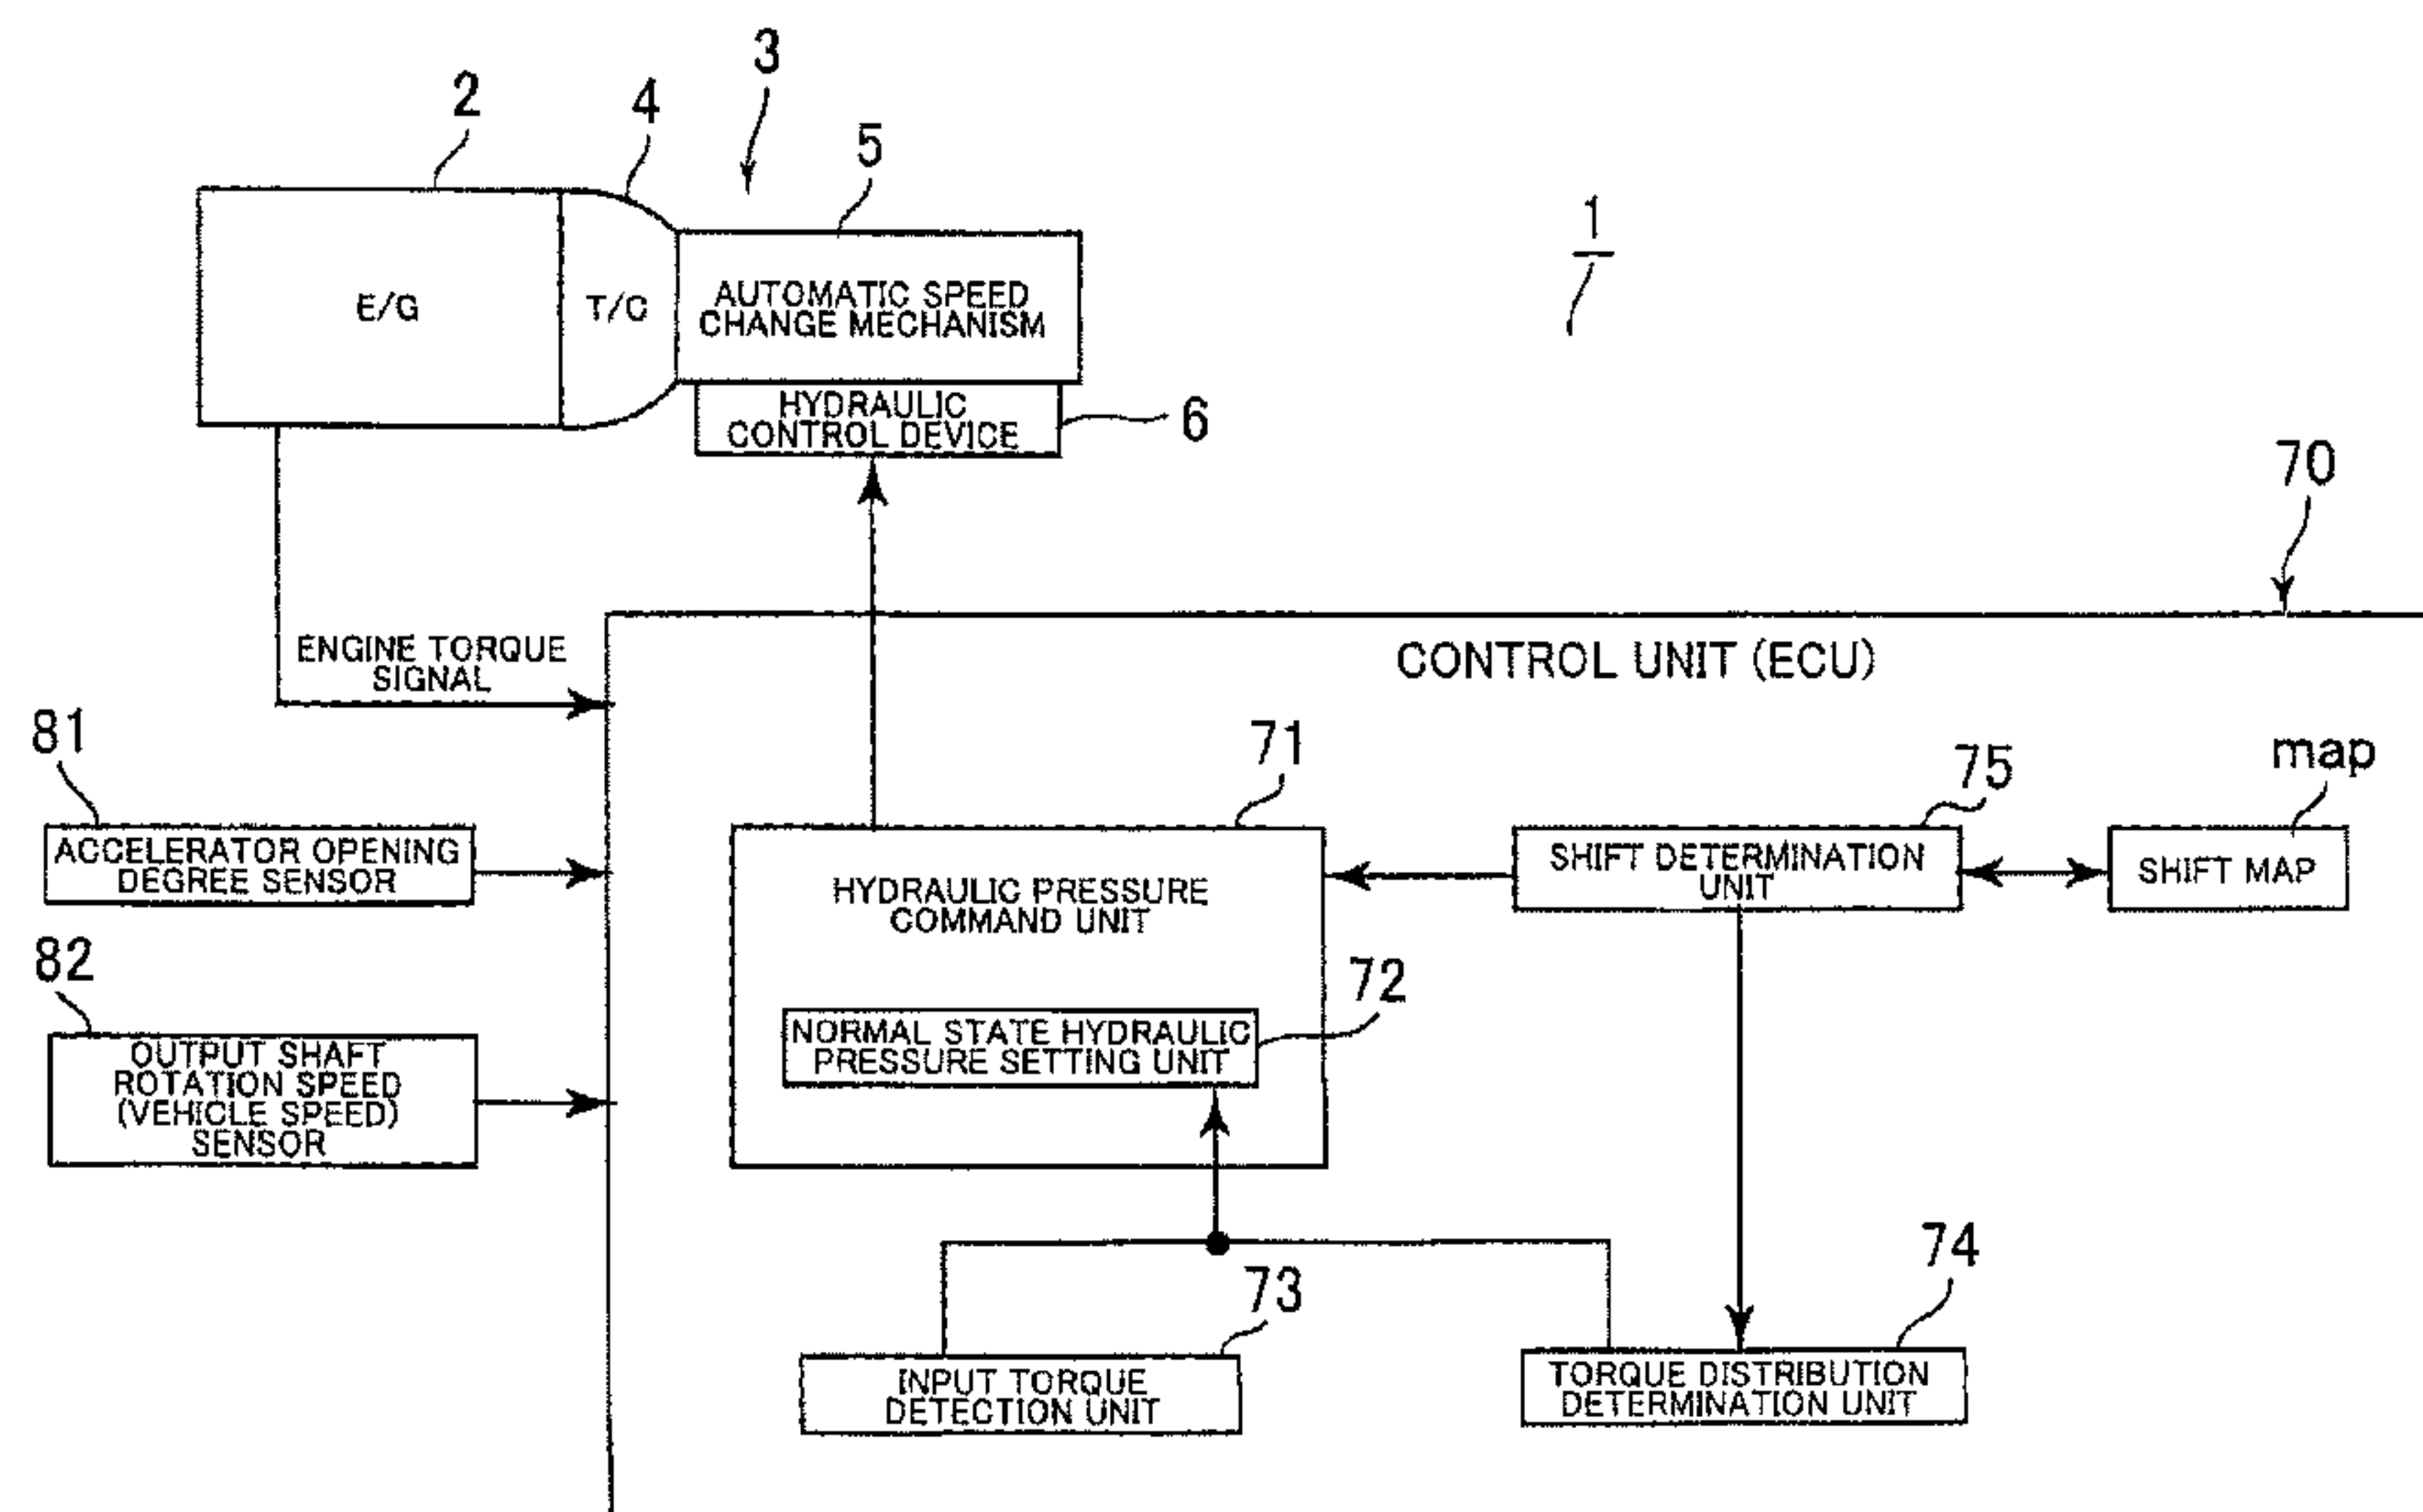 3
2
4
5
1
E/G
T/C
AUTOMATIC SPEED
CHANGE MECHANISM
HYDRAULIC
CONTROL DEVICE
6
70
ENGINE TORQUE
SIGNAL
CONTROL UNIT (ECU)
81
71
75
map
ACCELERATOR OPENING
DEGREE SENSOR
HYDRAULIC PRESSURE
COMMAND UNIT
SHIFT DETERMINATION
UNIT
SHIFT MAP
82
72
OUTPUT SHAFT
ROTATION SPEED
(VEHICLE SPEED)
SENSOR
NORMAL STATE HYDRAULIC
PRESSURE SETTING UNIT
73
74
INPUT TORQUE
DETECTION UNIT
TORQUE DISTRIBUTION
DETERMINATION UNIT